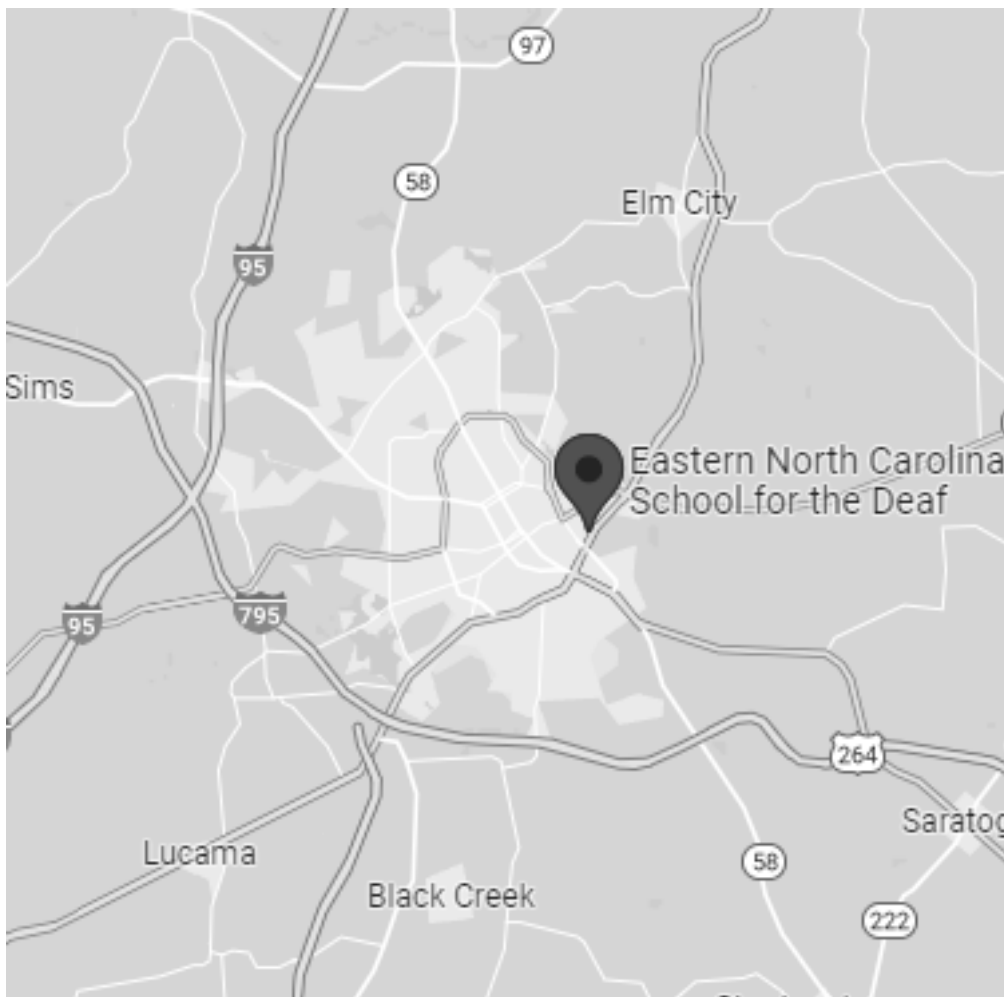 97
58
Elm City
95
Sims
Eastern North Carolina
School for the Deaf
795
95
264
Saratog
Lucama
58
Black Creek
222